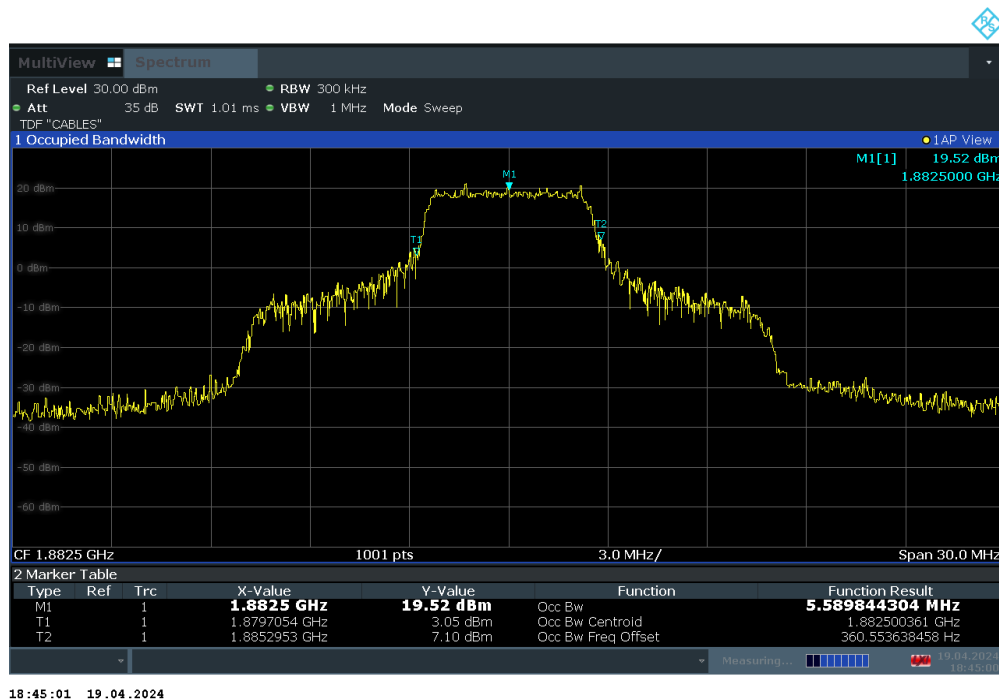 R&S
MultiView Spectrum
Ref Level 30.00 dBm RBW 300 kHz
Att 35 dB SWT 1.01 ms VBW 1 MHz Mode Sweep
TDF "CABLES"
1 Occupied Bandwidth 1AP View
M1[1] 19.52 dBm
1.8825000 GHz
M1
20 dBm
T2
10 dBm
T1
0 dBm
-10 dBm
-20 dBm
-30 dBm
-40 dBm
-50 dBm
-60 dBm
CF 1.8825 GHz 1001 pts 3.0 MHz/ Span 30.0 MHz
2 Marker Table
Type Ref Trc X-Value Y-Value Function Function Result
M1 1 1.8825 GHz 19.52 dBm Occ Bw 5.589844304 MHz
T1 1 1.8797054 GHz 3.05 dBm Occ Bw Centroid 1.882500361 GHz
T2 1 1.8852953 GHz 7.10 dBm Occ Bw Freq Offset 360.553638458 Hz
Measuring... 19.04.2024
18:45:00
18:45:01 19.04.2024